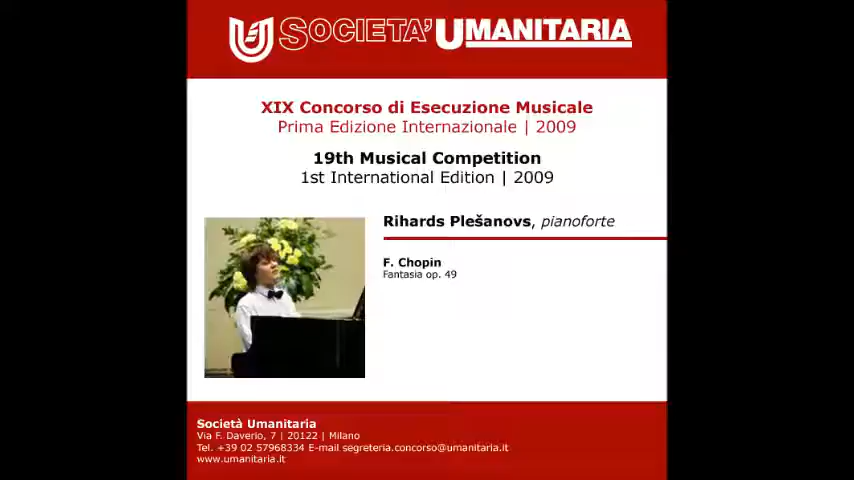 SOCIETA' UMANITARIA
XIX Concorso di Esecuzione Musicale
Prima Edizione Internazionale | 2009
19th Musical Competition
1st International Edition | 2009
Rihards Plešanovs, pianoforte
F. Chopin
Fantasia op. 49
Società Umanitaria
Via F. Daverio, 7 | 20122 | Milano
Tel. +39 02 57968334 E-mail segreteria.concorso@umanitaria.it
www.umanitaria.it